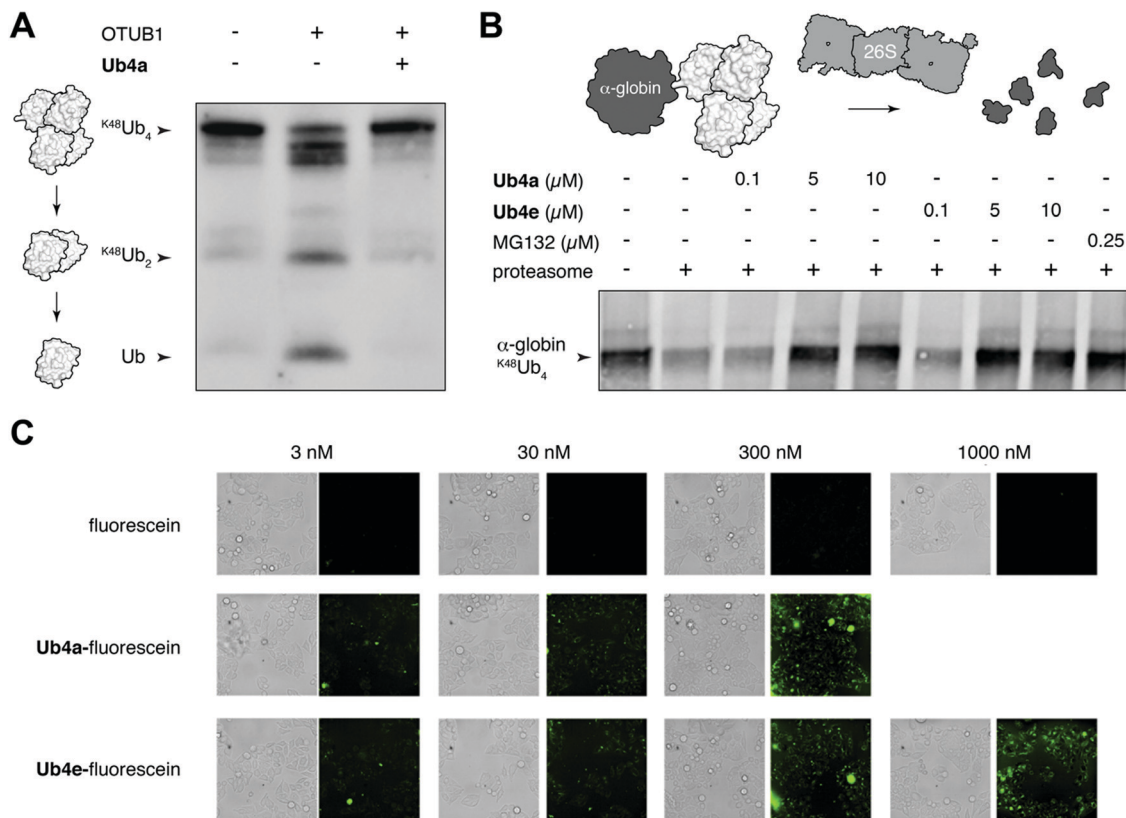 A
OTUB1 - + +
Ub4a - - +
K48Ub4
K48Ub2
Ub
B
α-globin
26S
Ub4a (µM) - - 0.1 5 10 - - - -
Ub4e (µM) - - - - - 0.1 5 10 -
MG132 (µM) - - - - - - - - 0.25
proteasome - + + + + + + + +
α-globin
K48Ub4
C
3 nM 30 nM 300 nM 1000 nM
fluorescein
Ub4a-fluorescein
Ub4e-fluorescein